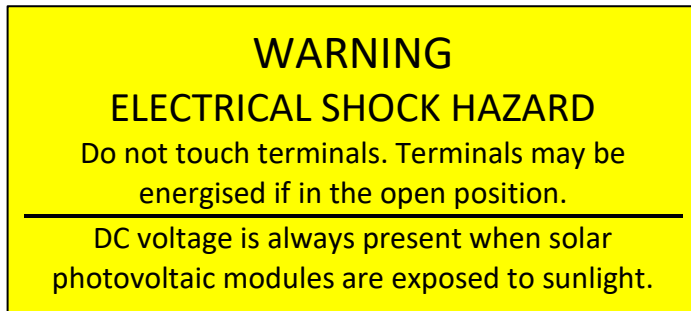 WARNING
ELECTRICAL SHOCK HAZARD
Do not touch terminals. Terminals may be
energised if in the open position.
DC voltage is always present when solar
photovoltaic modules are exposed to sunlight.